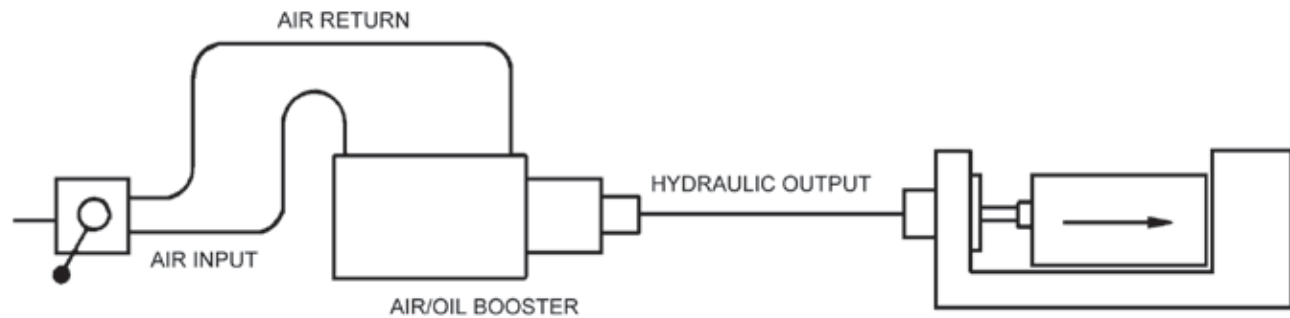 AIR RETURN
HYDRAULIC OUTPUT
AIR INPUT
AIR/OIL BOOSTER